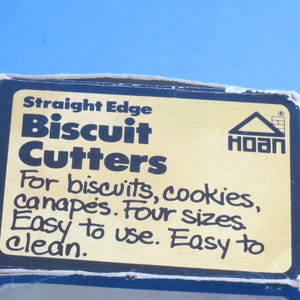 Straight Edge
Biscuit
Cutters
HOAN
For biscuits, cookies,
canapés. Four sizes.
Easy to use. Easy to
clean.